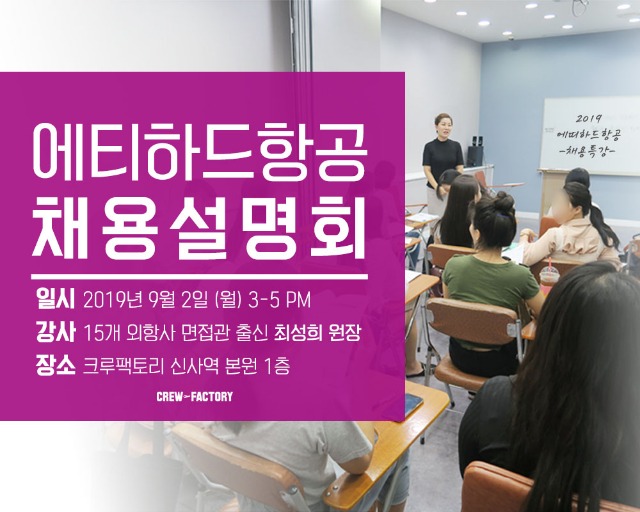 에티하드항공
채용설명회
일시 2019년 9월 2일 (월) 3-5 PM
강사 15개 외항사 면접관 출신 최성희 원장
장소 크루팩토리 신사역 본원 1층
CREW FACTORY
2019
에띠하드항공
-채용특강-